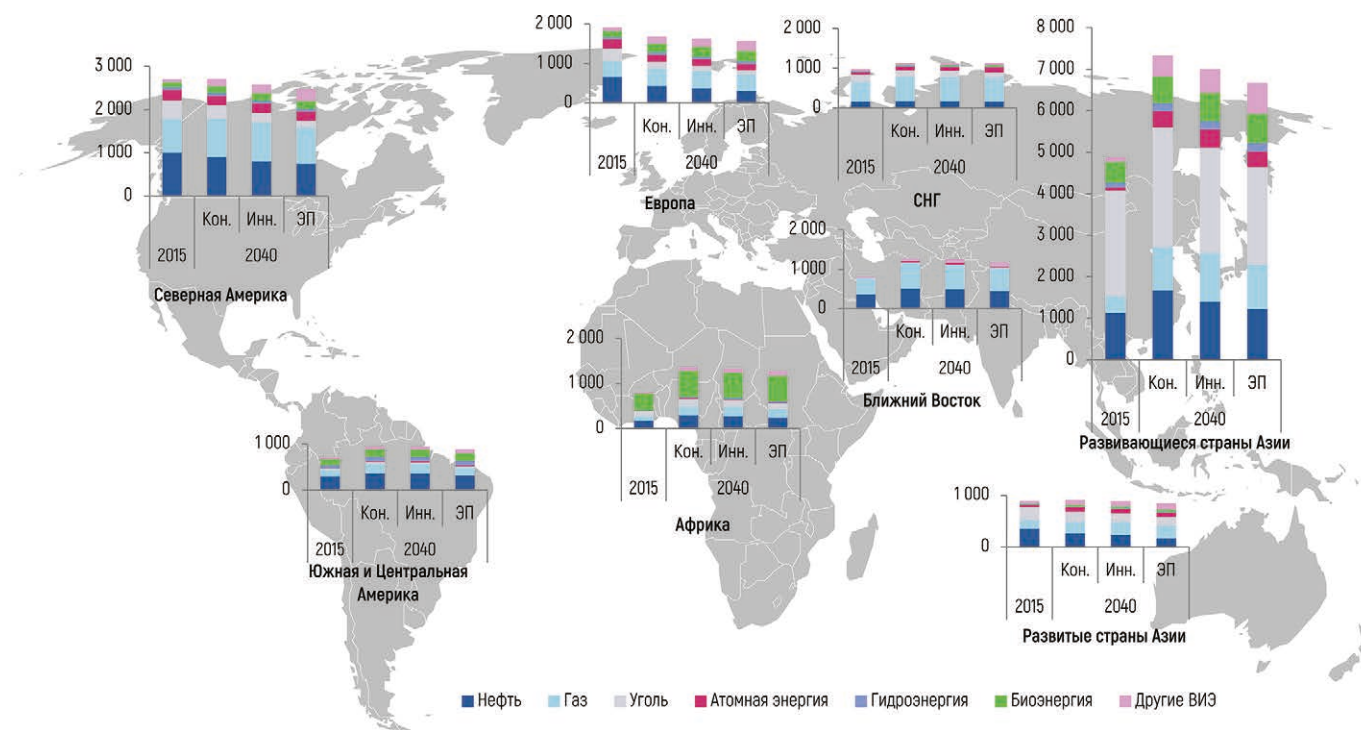 3 000
2 000
1 000
0
Кон. Инн. ЭП
2015 2040
Северная Америка
2 000
1 000
0
Кон. Инн. ЭП
2015 2040
Европа
2 000
1 000
0
Кон. Инн. ЭП
2015 2040
СНГ
2 000
1 000
0
Кон. Инн. ЭП
2015 2040
Ближний Восток
8 000
7 000
6 000
5 000
4 000
3 000
2 000
1 000
0
Кон. Инн. ЭП
2015 2040
Развивающиеся страны Азии
2 000
1 000
0
Кон. Инн. ЭП
2015 2040
Африка
1 000
0
Кон. Инн. ЭП
2015 2040
Южная и Центральная
Америка
1 000
0
Кон. Инн. ЭП
2015 2040
Развитые страны Азии
Нефть Газ Уголь Атомная энергия Гидроэнергия Биоэнергия Другие ВИЭ